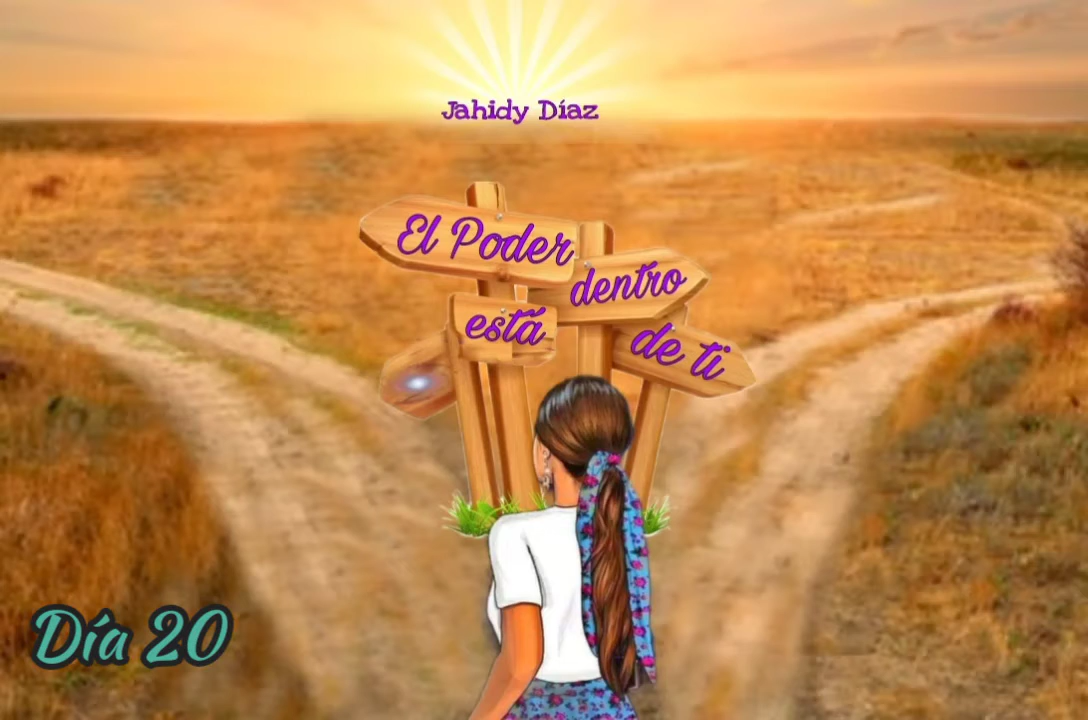 Jahidy Díaz
El Poder
dentro
está
de ti
Día 20